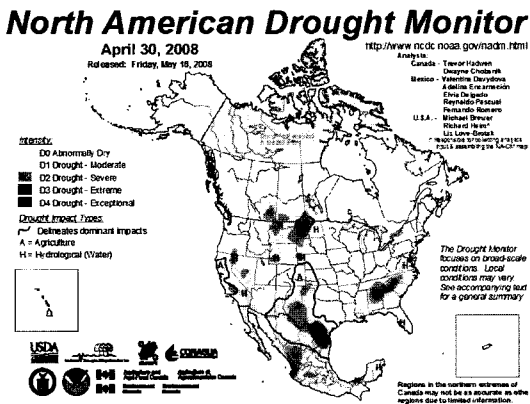 North American Drought Monitor
April 30, 2008
Released: Friday, May 16, 2008
http://www.ncdc.noaa.gov/nadm.html
Analysts:
Canada - Trevor Hadwen
Dwayne Chobanik
Mexico - Valentina Davydova
Adelina Encarnación
Elvia Delgado
Reynaldo Pascual
Fernando Romero
U.S.A. - Michael Brewer
Richard Heim*
Liz Love-Brotak
Intensity:
D0 Abnormally Dry
D1 Drought - Moderate
D2 Drought - Severe
D3 Drought - Extreme
D4 Drought - Exceptional
Drought Impact Types:
Delineates dominant impacts
A = Agriculture
H = Hydrological (Water)
The Drought Monitor
focuses on broad-scale
conditions. Local
conditions may vary.
See accompanying text
for a general summary
USDA
CONAGUA
Regions in the northern extremes of
Canada may not be as accurate as other
regions due to limited information.